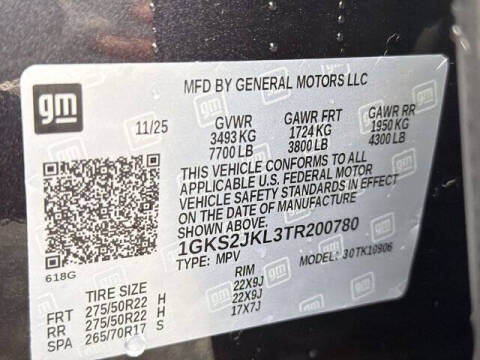 gm
MFD BY GENERAL MOTORS LLC
11/25 GVWR GAWR FRT GAWR RR
3493 KG 1724 KG 1950 KG
7700 LB 3800 LB 4300 LB
THIS VEHICLE CONFORMS TO ALL
APPLICABLE U.S. FEDERAL MOTOR
VEHICLE SAFETY STANDARDS IN EFFECT
ON THE DATE OF MANUFACTURE
SHOWN ABOVE.
1GKS2JKL3TR200780
618G TYPE: MPV MODEL: 30TK10906
TIRE SIZE RIM
FRT 275/50R22 H 22X9J
RR 275/50R22 H 22X9J
SPA 265/70R17 S 17X7J